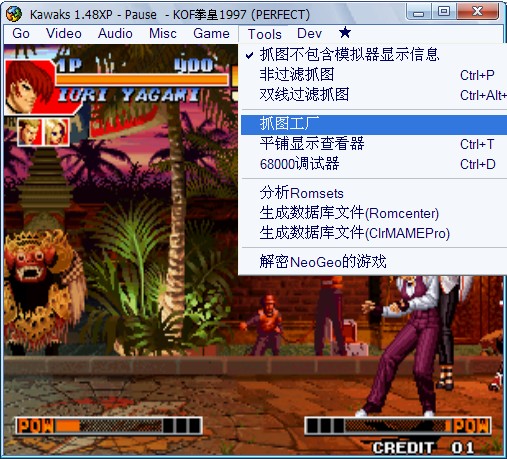 Kawaks 1.48XP - Pause - KOF拳皇1997 (PERFECT)
Go Video Audio Misc Game Tools Dev ★
✓ 抓图不包含模拟器显示信息
非过滤抓图 Ctrl+P
双线过滤抓图 Ctrl+Alt+
抓图工厂
平铺显示查看器 Ctrl+T
68000调试器 Ctrl+D
分析Romsets
生成数据库文件(Romcenter)
生成数据库文件(ClrMAMEPro)
解密NeoGeo的游戏
1P 900
IORI YAGAMI
POW POW
CREDIT 01